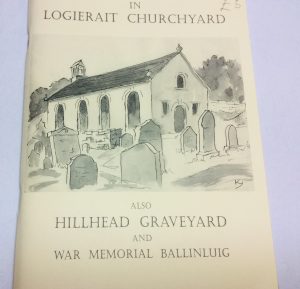 IN
LOGIERAIT CHURCHYARD
£5
ALSO
HILLHEAD GRAVEYARD
AND
WAR MEMORIAL BALLINLUIG